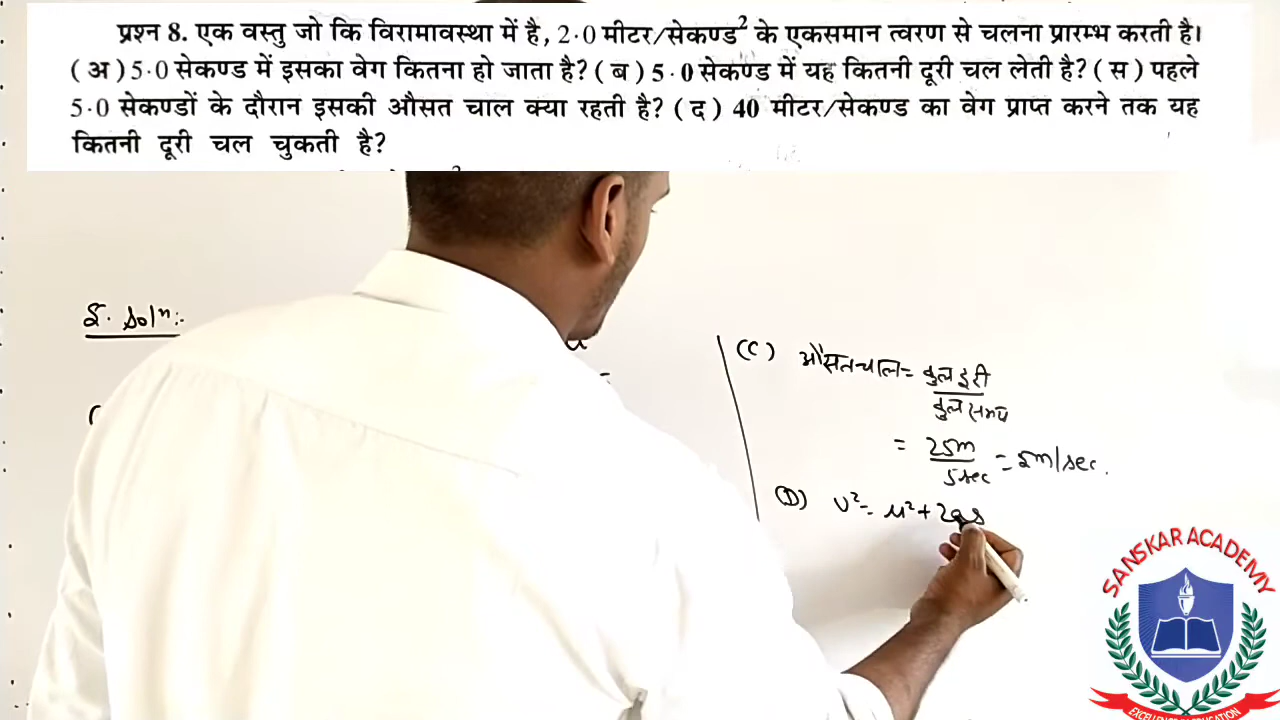 प्रश्न 8. एक वस्तु जो कि विरामावस्था में है, 2·0 मीटर/सेकण्ड² के एकसमान त्वरण से चलना प्रारम्भ करती है।
(अ) 5·0 सेकण्ड में इसका वेग कितना हो जाता है? (ब) 5·0 सेकण्ड में यह कितनी दूरी चल लेती है? (स) पहले
5·0 सेकण्डों के दौरान इसकी औसत चाल क्या रहती है? (द) 40 मीटर/सेकण्ड का वेग प्राप्त करने तक यह
कितनी दूरी चल चुकती है?
8. Solⁿ:-
(C) औसत चाल = कुल दूरी
कुल समय
= 25m
5sec
= 5m/sec.
(D) v² = u² + 2as
SANSKAR ACADEMY